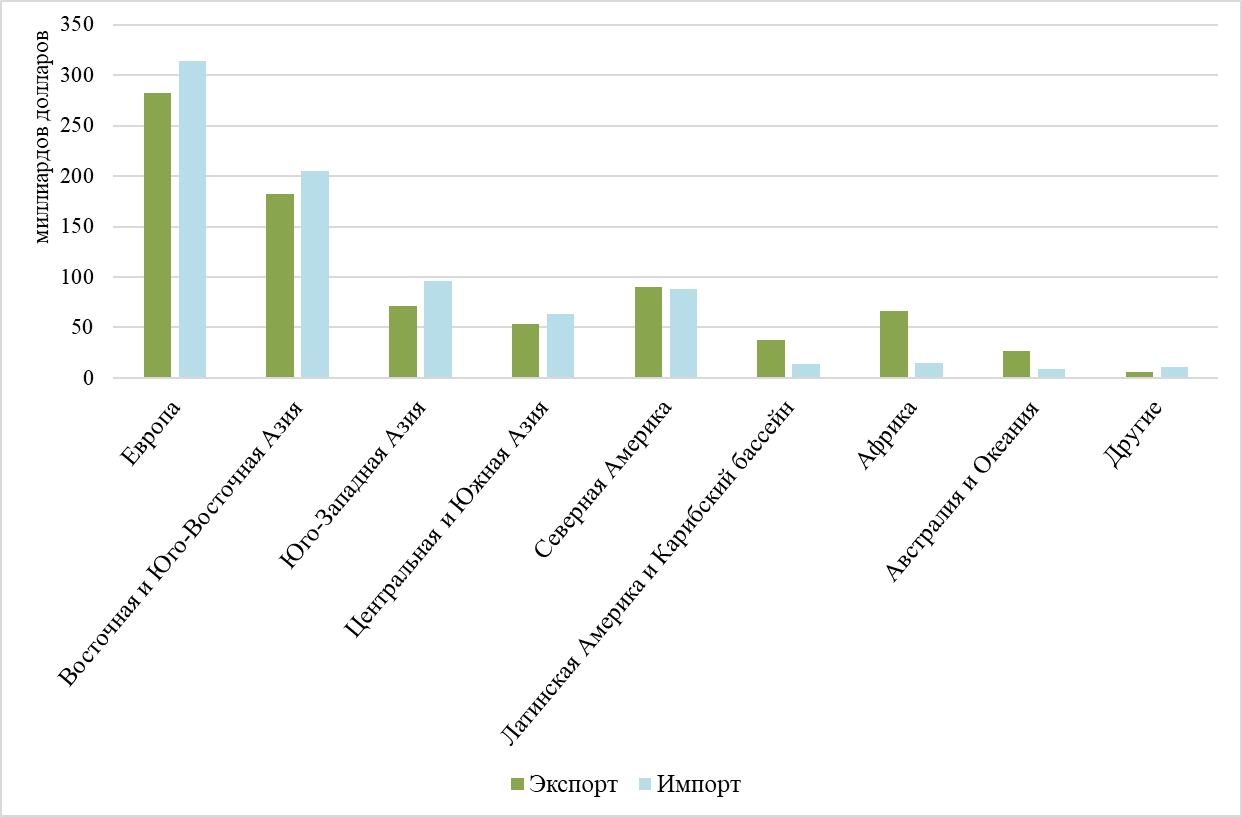 миллиардов долларов
350
300
250
200
150
100
50
0
Европа
Восточная и Юго-Восточная Азия
Юго-Западная Азия
Центральная и Южная Азия
Северная Америка
Латинская Америка и Карибский бассейн
Африка
Австралия и Океания
Другие
Экспорт
Импорт